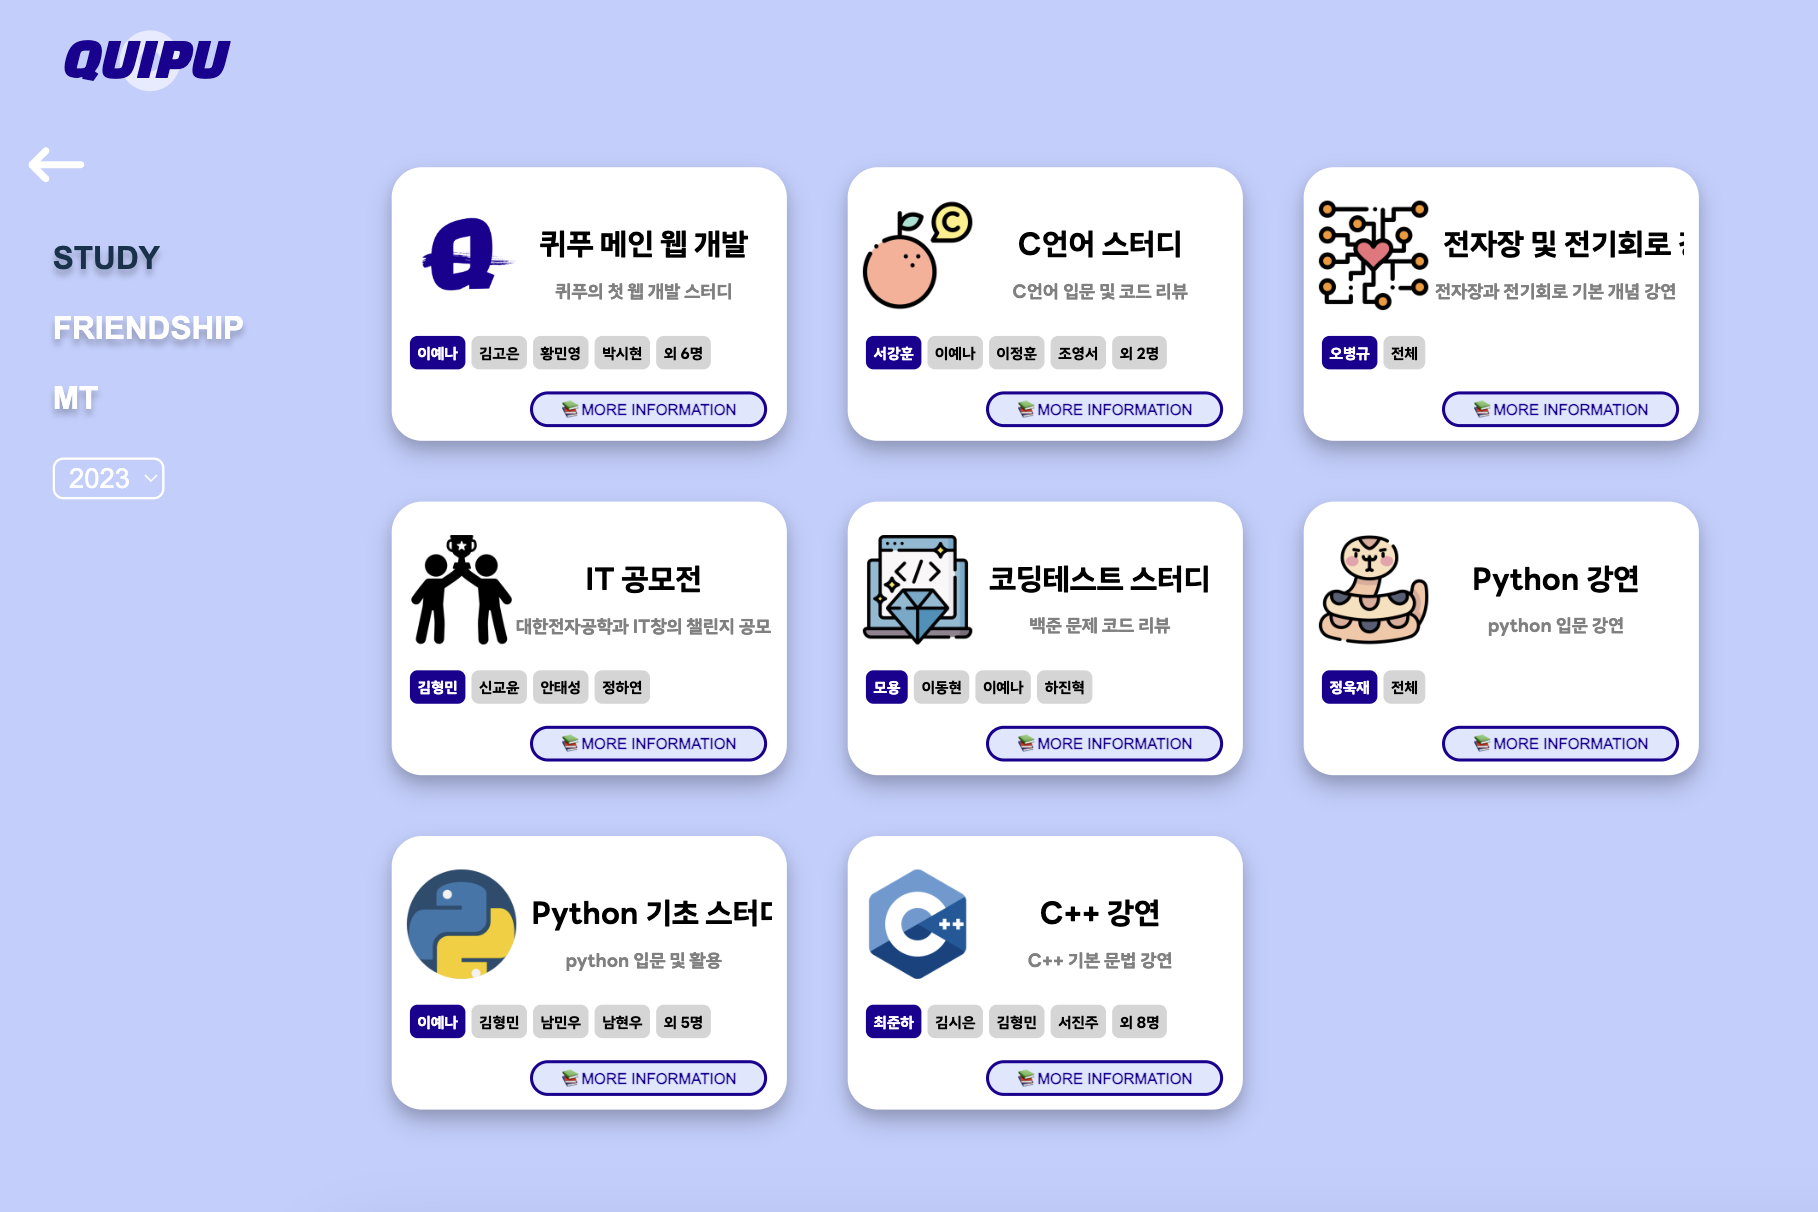 QUIPU
STUDY
FRIENDSHIP
MT
2023
퀴푸 메인 웹 개발
퀴푸의 첫 웹 개발 스터디
이예나 김고은 황민영 박시현 외 6명
📚MORE INFORMATION
C
C언어 스터디
C언어 입문 및 코드 리뷰
서강훈 이예나 이정훈 조영서 외 2명
📚MORE INFORMATION
전자장 및 전기회로
전자장과 전기회로 기본 개념 강연
오병규 전체
📚MORE INFORMATION
IT 공모전
대한전자공학과 IT창의 챌린지 공모
김형민 신교윤 안태성 정하연
📚MORE INFORMATION
</>
코딩테스트 스터디
백준 문제 코드 리뷰
모용 이동현 이예나 하진혁
📚MORE INFORMATION
Python 강연
python 입문 강연
정욱재 전체
📚MORE INFORMATION
Python 기초 스터디
python 입문 및 활용
이예나 김형민 남민우 남현우 외 5명
📚MORE INFORMATION
C++
C++ 강연
C++ 기본 문법 강연
최준하 김시은 김형민 서진주 외 8명
📚MORE INFORMATION